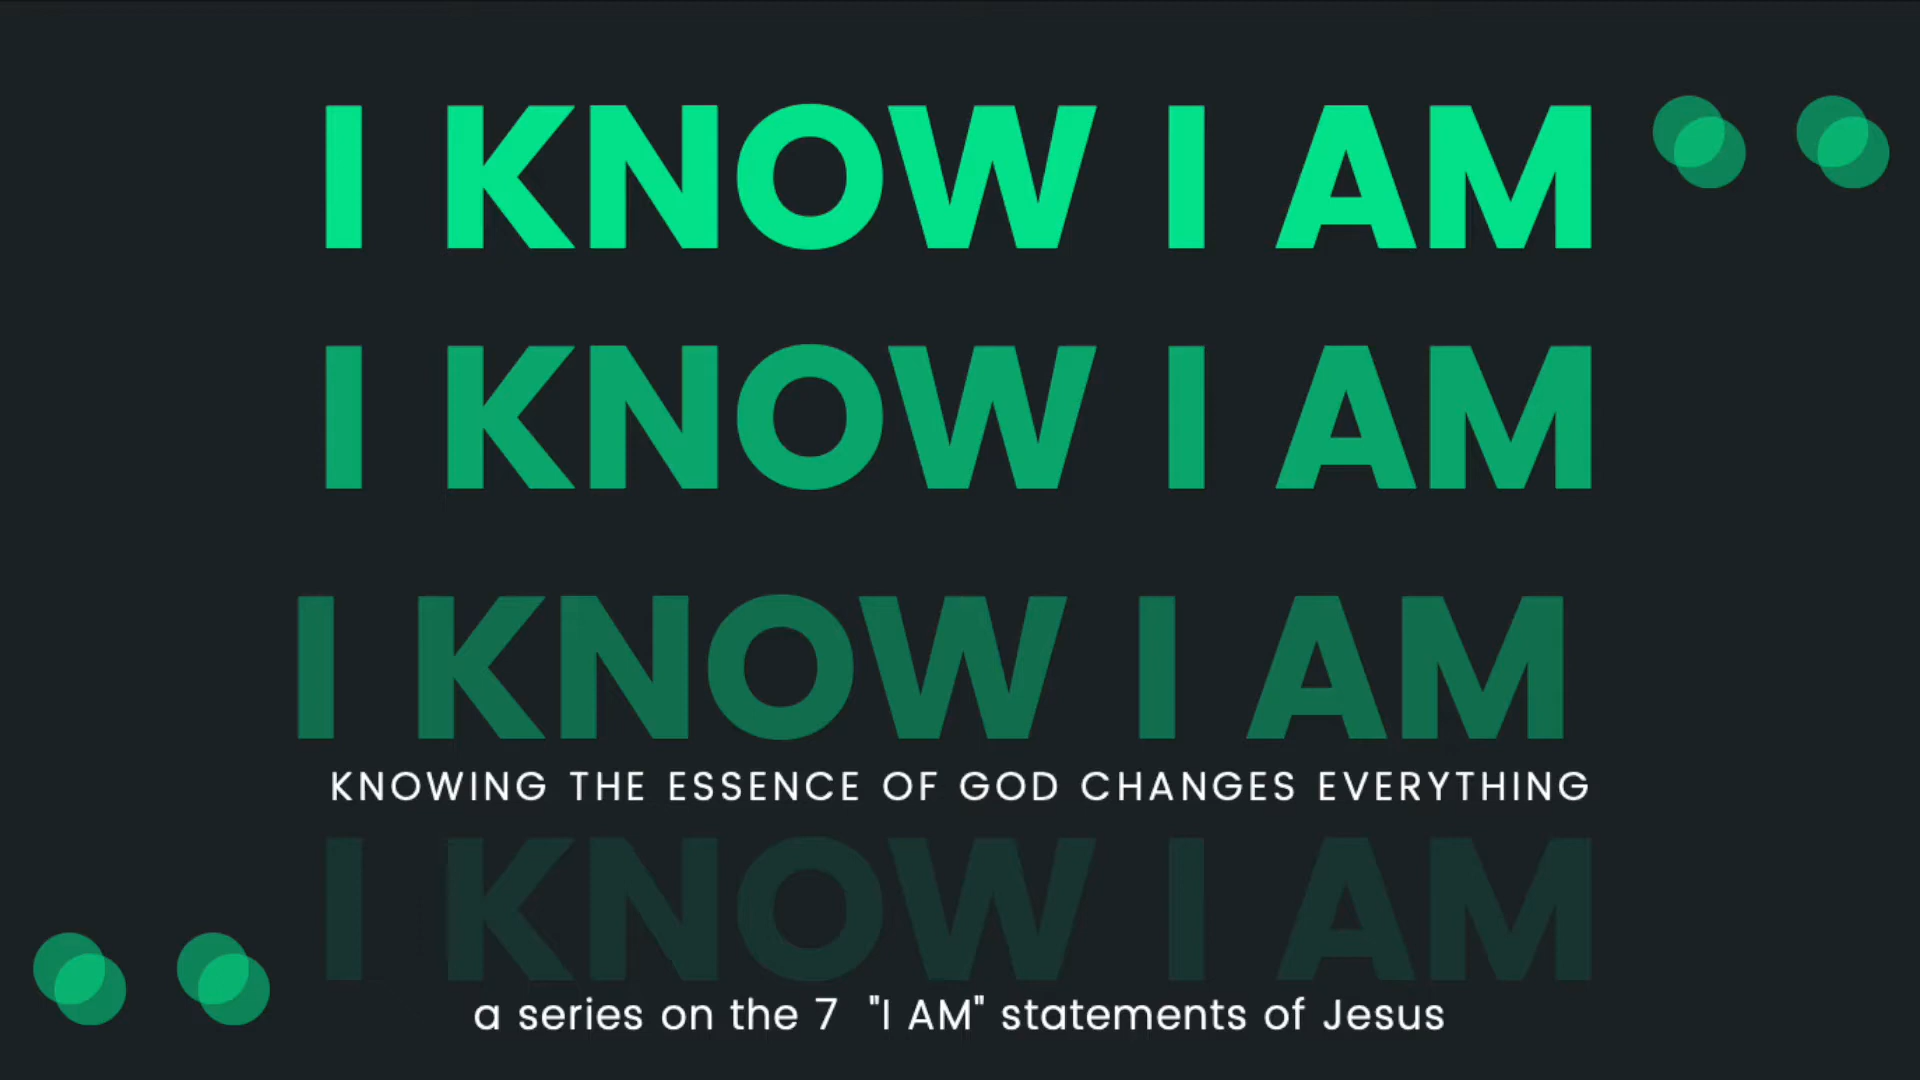 I KNOW I AM
I KNOW I AM
I KNOW I AM
KNOWING THE ESSENCE OF GOD CHANGES EVERYTHING
I KNOW I AM
a series on the 7 "I AM" statements of Jesus